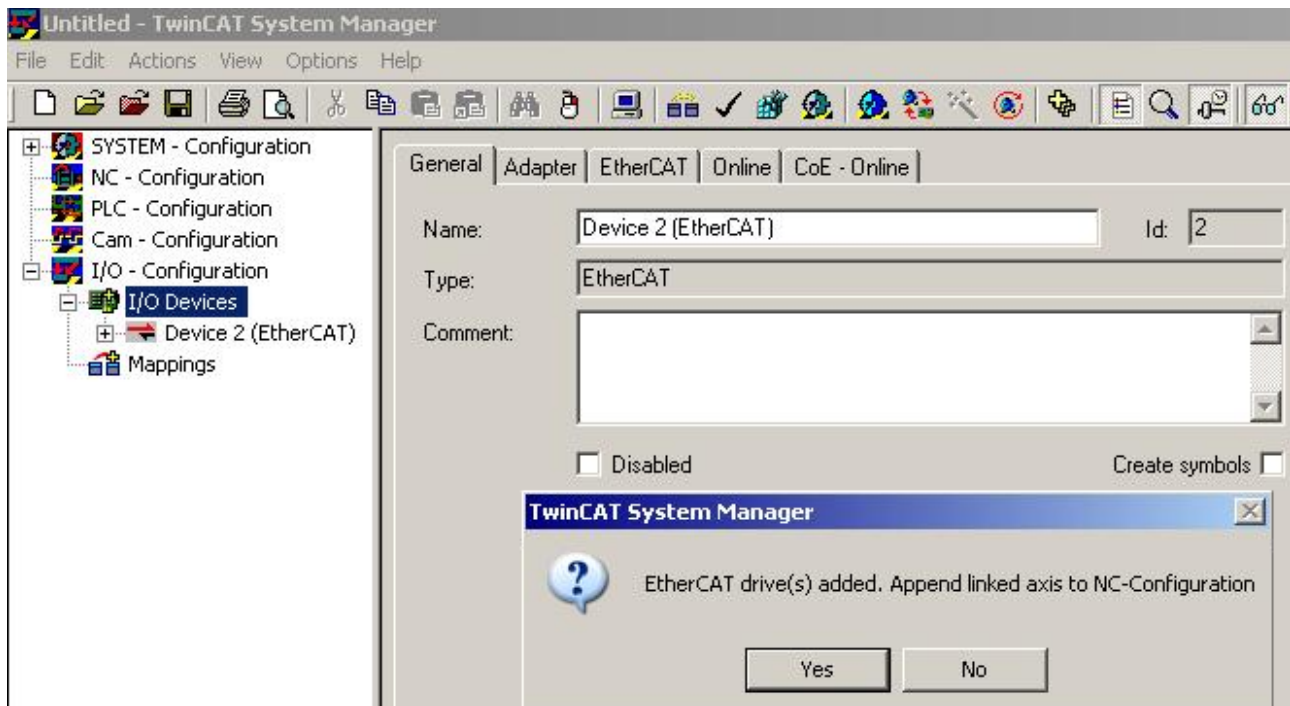 Untitled - TwinCAT System Manager
File Edit Actions View Options Help
SYSTEM - Configuration
NC - Configuration
PLC - Configuration
Cam - Configuration
I/O - Configuration
I/O Devices
Device 2 (EtherCAT)
Mappings
General Adapter EtherCAT Online CoE - Online
Name: Device 2 (EtherCAT) Id: 2
Type: EtherCAT
Comment:
Disabled Create symbols
TwinCAT System Manager
EtherCAT drive(s) added. Append linked axis to NC-Configuration
Yes No